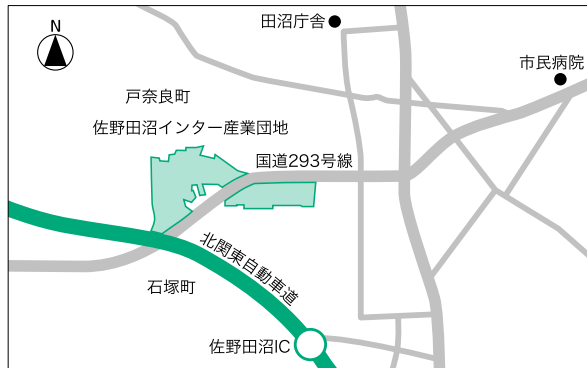 N
田沼庁舎
市民病院
戸奈良町
佐野田沼インター産業団地
国道293号線
北関東自動車道
石塚町
佐野田沼IC